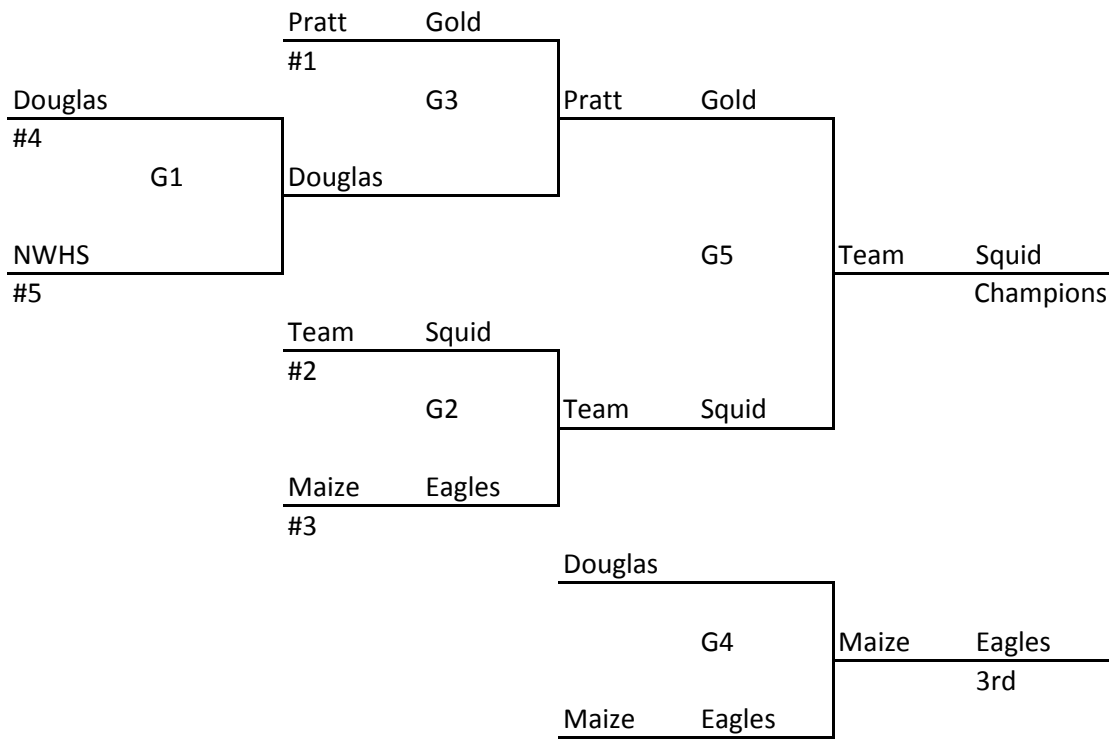 Pratt Gold
#1
Douglas G3 Pratt Gold
#4
G1 Douglas
NWHS G5 Team Squid
#5 Champions
Team Squid
#2
G2 Team Squid
Maize Eagles
#3
Douglas
G4 Maize Eagles
3rd
Maize Eagles